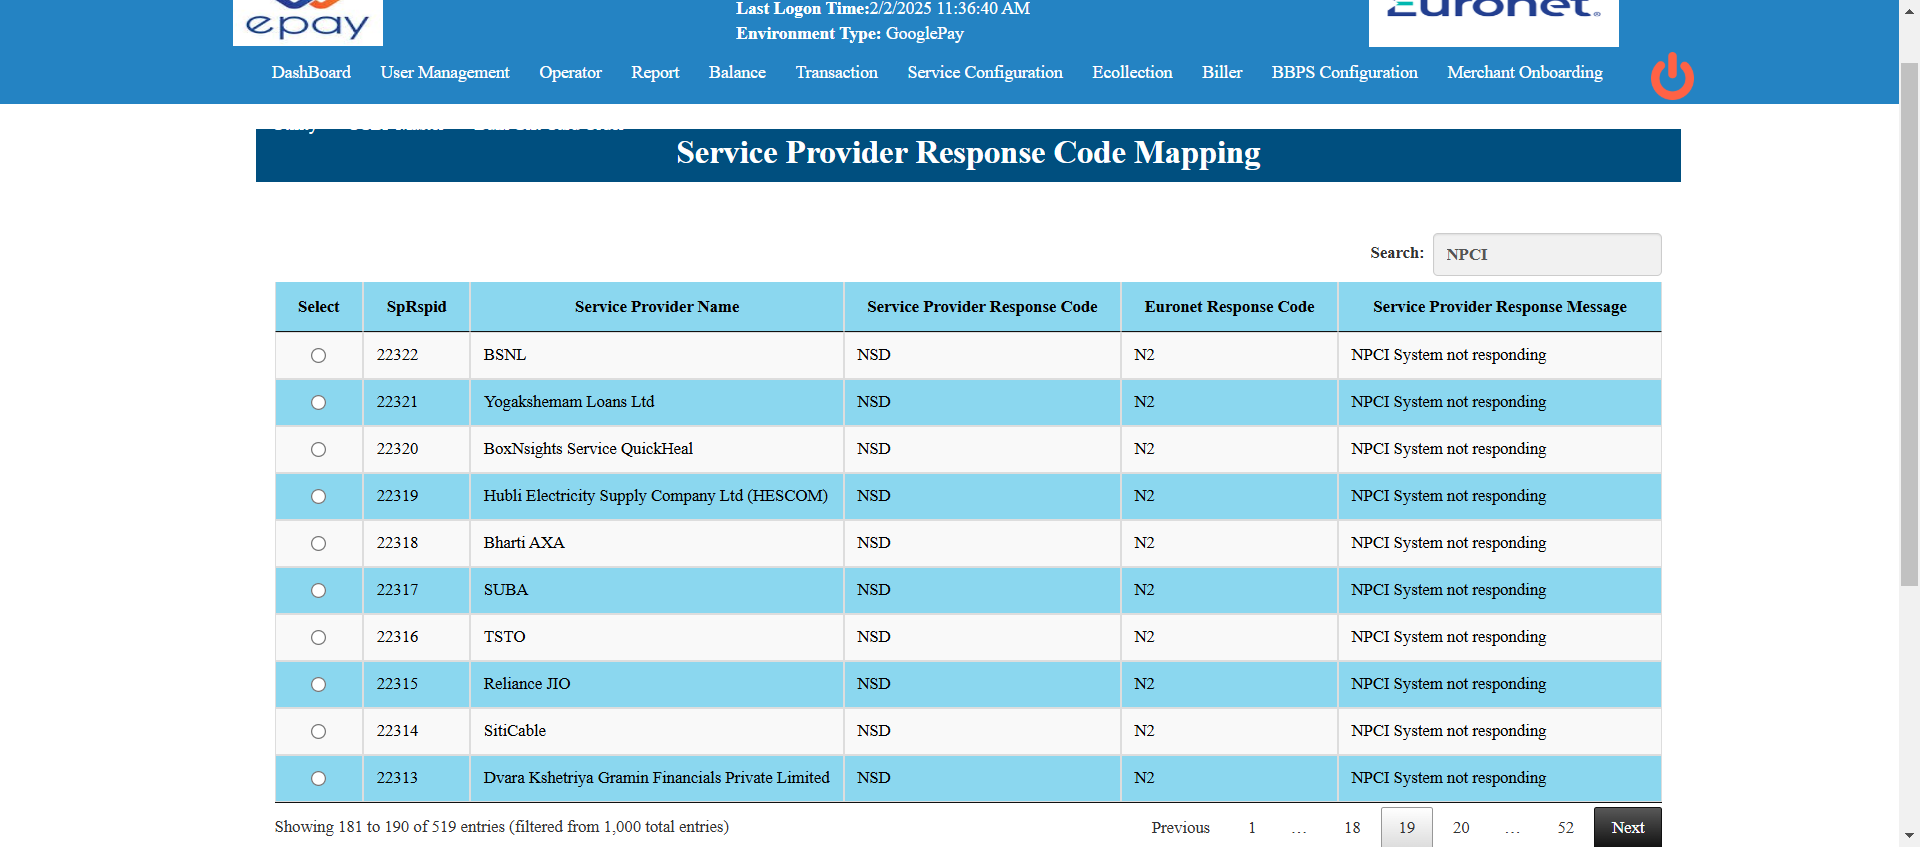 epay
Last Logon Time:2/2/2025 11:36:40 AM
Environment Type: GooglePay
Euronet
DashBoard User Management Operator Report Balance Transaction Service Configuration Ecollection Biller BBPS Configuration Merchant Onboarding
Service Provider Response Code Mapping
Search: NPCI
Select SpRspid Service Provider Name Service Provider Response Code Euronet Response Code Service Provider Response Message
22322 BSNL NSD N2 NPCI System not responding
22321 Yogakshemam Loans Ltd NSD N2 NPCI System not responding
22320 BoxNsights Service QuickHeal NSD N2 NPCI System not responding
22319 Hubli Electricity Supply Company Ltd (HESCOM) NSD N2 NPCI System not responding
22318 Bharti AXA NSD N2 NPCI System not responding
22317 SUBA NSD N2 NPCI System not responding
22316 TSTO NSD N2 NPCI System not responding
22315 Reliance JIO NSD N2 NPCI System not responding
22314 SitiCable NSD N2 NPCI System not responding
22313 Dvara Kshetriya Gramin Financials Private Limited NSD N2 NPCI System not responding
Showing 181 to 190 of 519 entries (filtered from 1,000 total entries)
Previous 1 … 18 19 20 … 52 Next